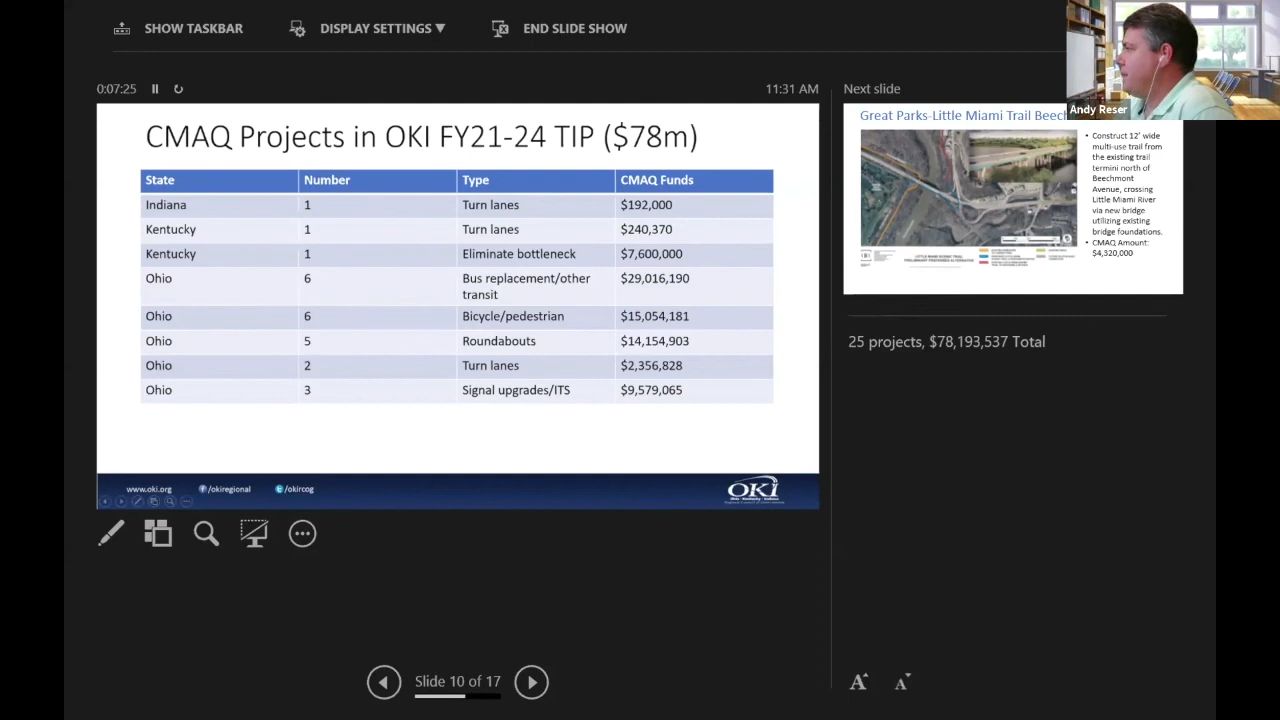 SHOW TASKBAR
DISPLAY SETTINGS ▼
END SLIDE SHOW
Andy Reser
0:07:25
11:31 AM
CMAQ Projects in OKI FY21-24 TIP ($78m)
State Number Type CMAQ Funds
Indiana 1 Turn lanes $192,000
Kentucky 1 Turn lanes $240,370
Kentucky 1 Eliminate bottleneck $7,600,000
Ohio 6 Bus replacement/other $29,016,190
transit
Ohio 6 Bicycle/pedestrian $15,054,181
Ohio 5 Roundabouts $14,154,903
Ohio 2 Turn lanes $2,356,828
Ohio 3 Signal upgrades/ITS $9,579,065
www.oki.org
/okiregional
/okircog
OKI
Slide 10 of 17
Next slide
Great Parks-Little Miami Trail Beech
• Construct 12' wide
multi-use trail from
the existing trail
termini north of
Beechmont
Avenue, crossing
Little Miami River
via new bridge
utilizing existing
bridge foundations.
• CMAQ Amount:
$4,320,000
25 projects, $78,193,537 Total
A A